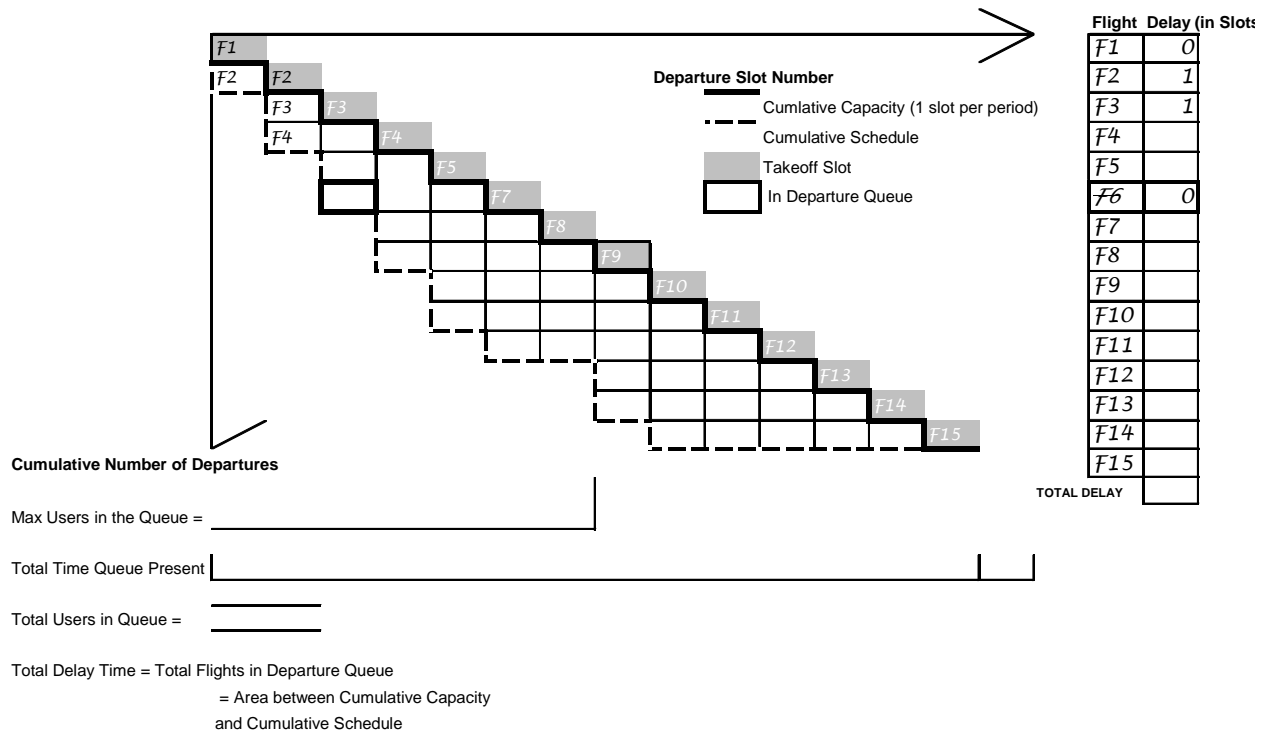 Flight Delay (in Slots
F1
F2 F2
F3 F3
F4 F4
F5
F7
F8
F9
F10
F11
F12
F13
F14
F15
Departure Slot Number
Cumlative Capacity (1 slot per period)
Cumulative Schedule
Takeoff Slot
In Departure Queue
F1 0
F2 1
F3 1
F4
F5
F6 0
F7
F8
F9
F10
F11
F12
F13
F14
F15
TOTAL DELAY
Cumulative Number of Departures
Max Users in the Queue =
Total Time Queue Present
Total Users in Queue =
Total Delay Time = Total Flights in Departure Queue
= Area between Cumulative Capacity
and Cumulative Schedule